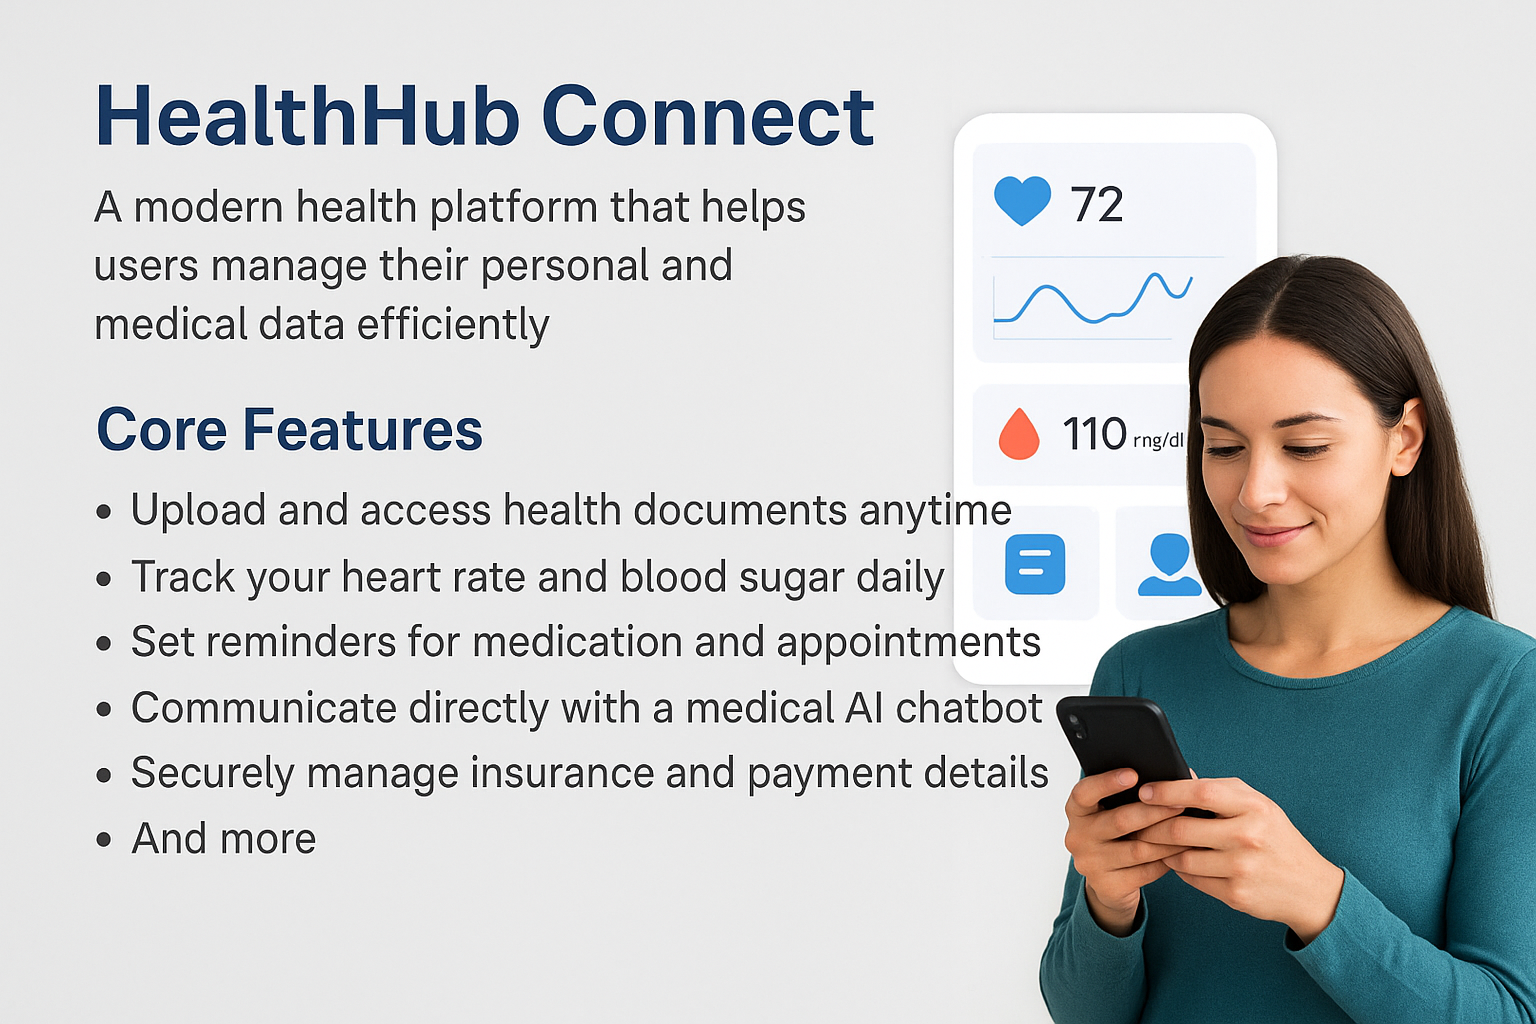 HealthHub Connect
A modern health platform that helps
users manage their personal and
medical data efficiently
Core Features
• Upload and access health documents anytime
• Track your heart rate and blood sugar daily
• Set reminders for medication and appointments
• Communicate directly with a medical AI chatbot
• Securely manage insurance and payment details
• And more
72
110 rng/dl